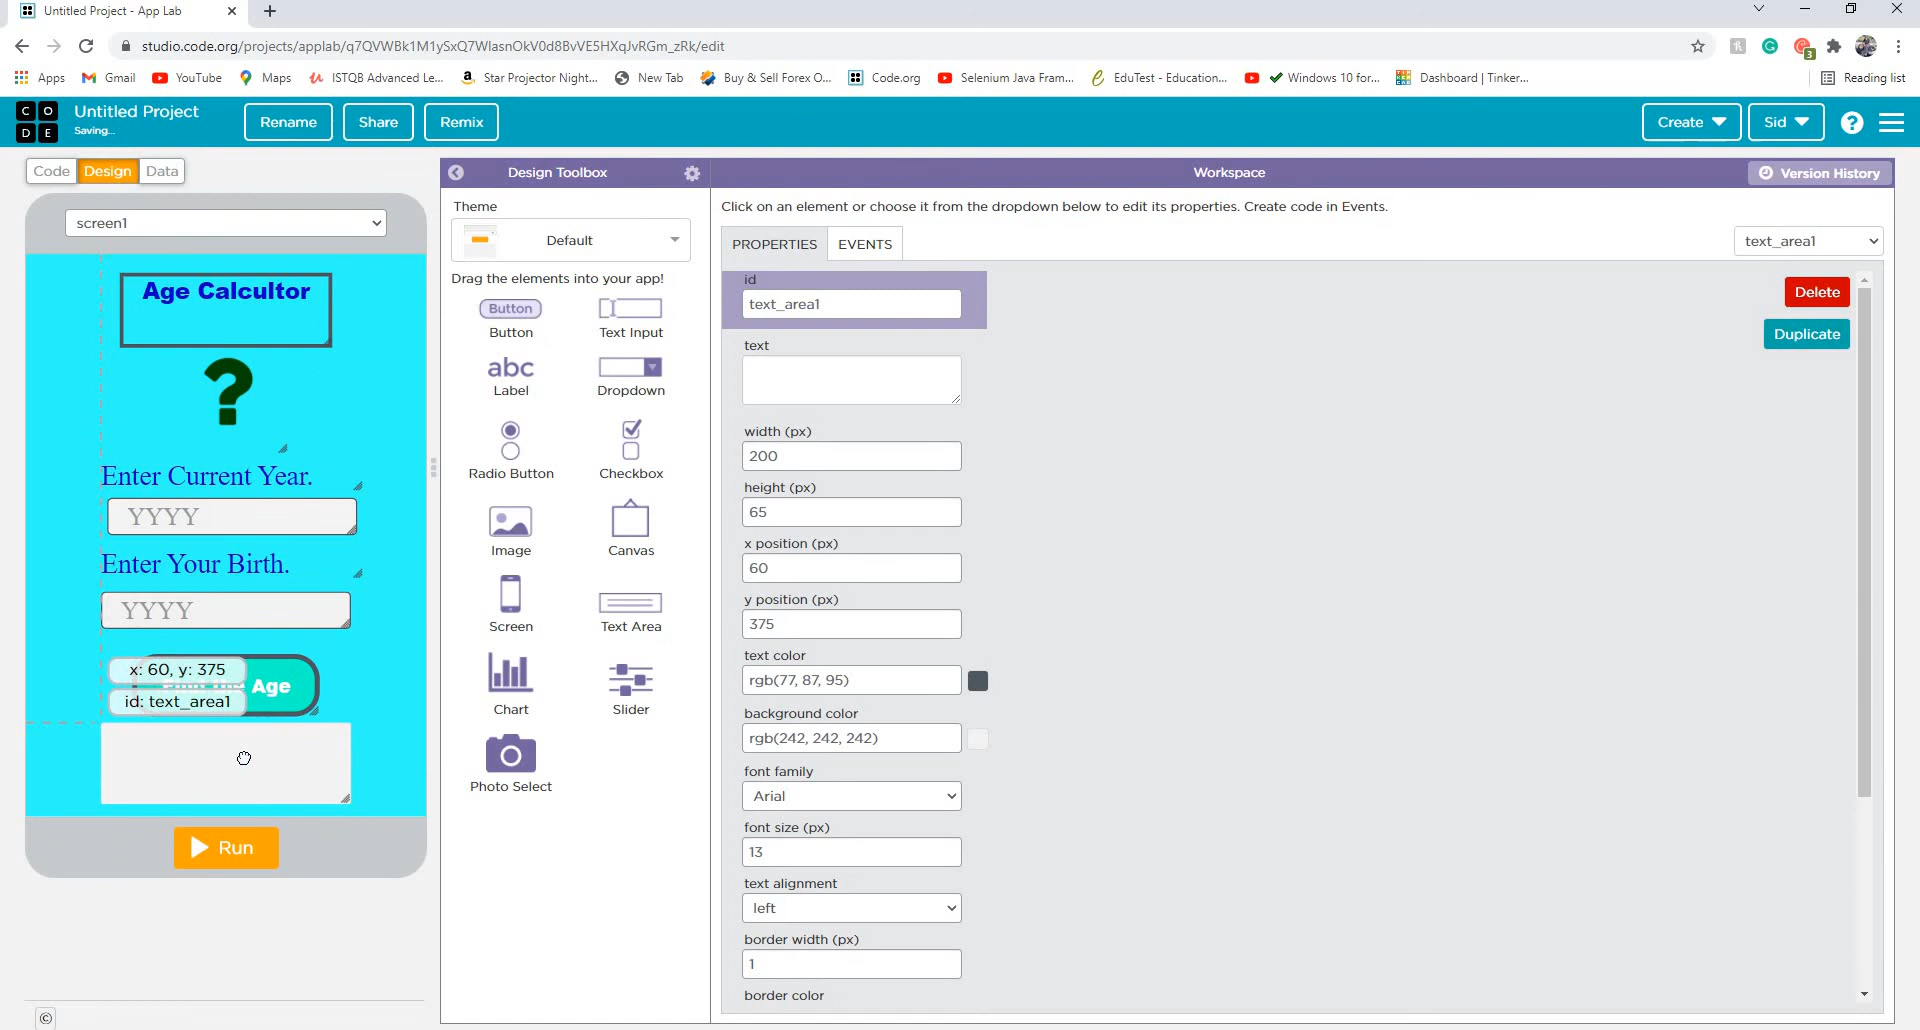 Untitled Project - App Lab
studio.code.org/projects/applab/q7QVWBk1M1ySxQ7WlasnOkV0d8BvVE5HXqJvRGm_zRk/edit
3
Apps
Gmail
YouTube
Maps
ISTQB Advanced Le...
Star Projector Night...
New Tab
Buy & Sell Forex O...
Code.org
Selenium Java Fram...
EduTest - Education...
Windows 10 for...
Dashboard | Tinker...
Reading list
C O
D E
Untitled Project
Saving...
Rename
Share
Remix
Create
Sid
?
Code
Design
Data
Design Toolbox
Workspace
Version History
screen1
Age Calcultor
?
Enter Current Year.
YYYY
Enter Your Birth.
YYYY
x: 60, y: 375
id: text_area1
Age
Run
©
Theme
Default
Drag the elements into your app!
Button
Button
Text Input
abc
Label
Dropdown
Radio Button
Checkbox
Image
Canvas
Screen
Text Area
Chart
Slider
Photo Select
Click on an element or choose it from the dropdown below to edit its properties. Create code in Events.
PROPERTIES
EVENTS
text_area1
id
text_area1
Delete
Duplicate
text
width (px)
200
height (px)
65
x position (px)
60
y position (px)
375
text color
rgb(77, 87, 95)
background color
rgb(242, 242, 242)
font family
Arial
font size (px)
13
text alignment
left
border width (px)
1
border color